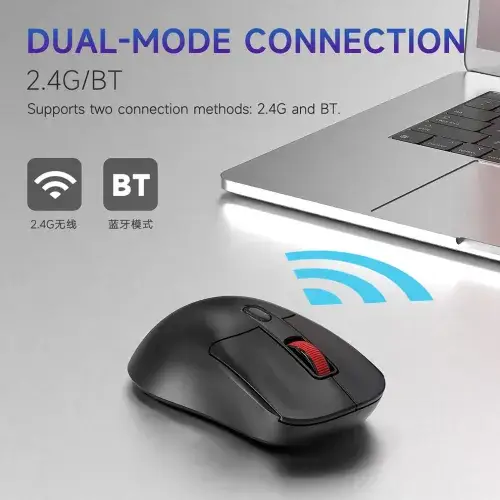 DUAL-MODE CONNECTION
2.4G/BT
Supports two connection methods: 2.4G and BT.
BT
2.4G无线
蓝牙模式